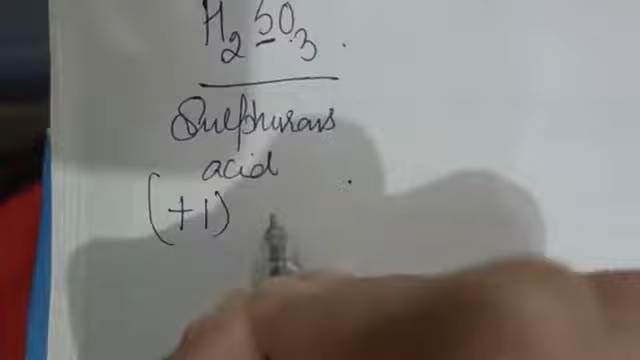 H₂SO₃.
Sulphurous
acid
(+1)